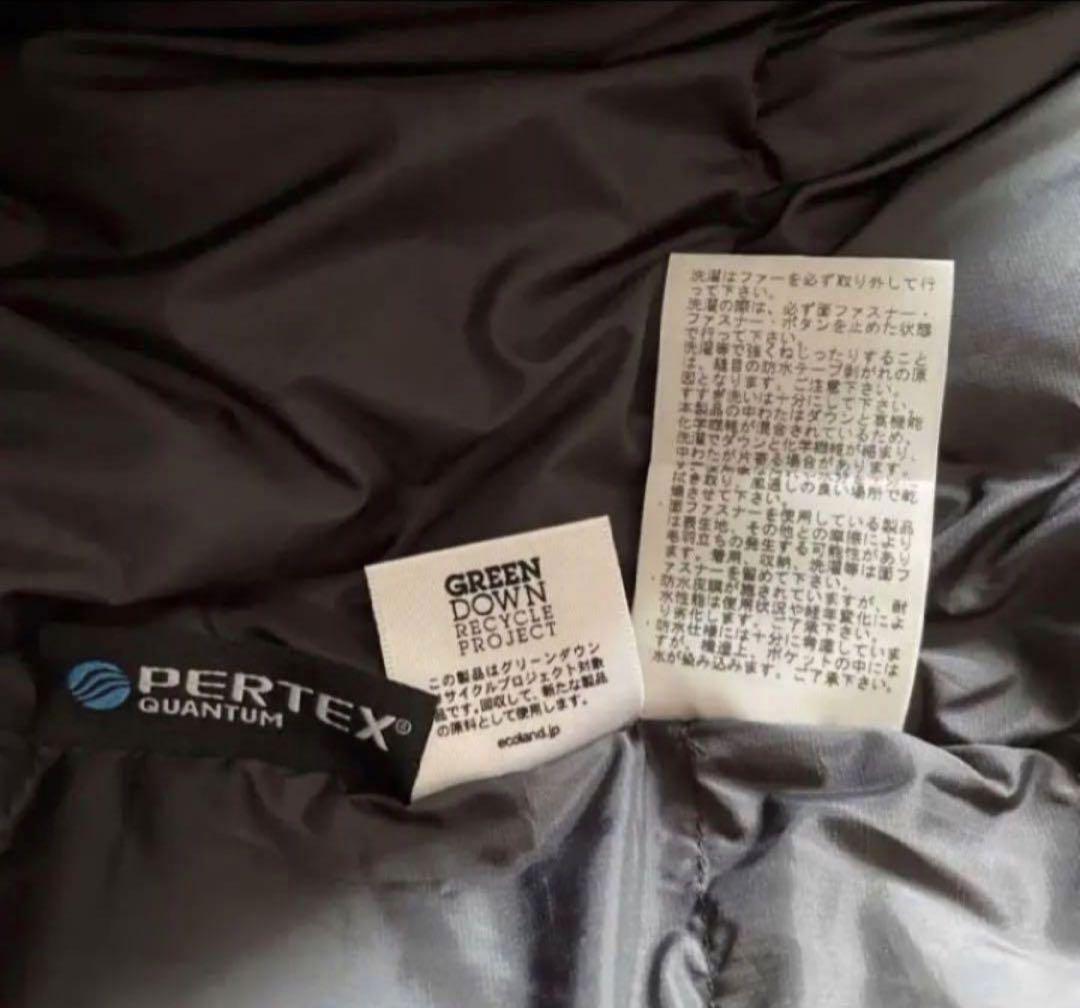 洗濯はファーを必ず取り外して行
って下さい。
洗濯の際は、必ず面ファスナー・
ファスナー・ボタンを止めた状態
で行って下さい。
洗濯等で強くねじったりすること
は、縫目の防水テープ剥がれの原
因となります。ご注意下さい。
すすぎ洗いは十分にして下さい。
本製品の中わたはダウンと高機能
化学繊維が混合されているため、
洗濯でダウンと化学繊維が絡まり、
中わたが片寄る場合があります。
拭き取り、風通しの良い場所で乾
燥させて下さい。
面ファスナーを使用している製品
は表生地、その他との摩擦により
毛羽立ちの発生する可能性があり
ます。着用、収納、洗濯等は面フ
ァスナーを留めて下さい。
防水皮膜が施されていますが、耐
水性能は使用状況や経年変化によ
り劣化します。ご了承下さい。
防水仕様には十分に考慮していま
すが、構造上、ポケットの中には
水が染み込みます。ご了承下さい。
GREEN
DOWN
RECYCLE
PROJECT
この製品はグリーンダウン
リサイクルプロジェクト対象
品です。回収して、新たな製品
の原料として使用します。
ecoland.jp
PERTEX®
QUANTUM